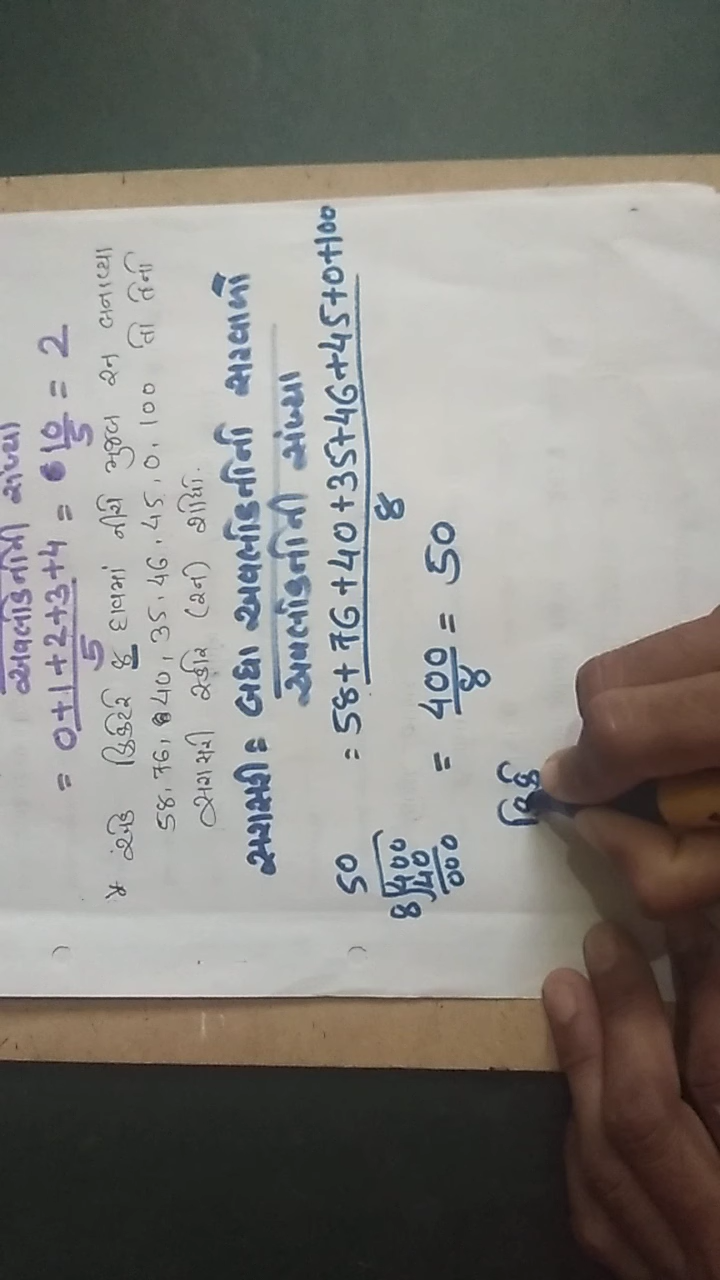 અવલોકનોની સંખ્યા
= 0+1+2+3+4 / 5 = 10/5 = 2
* એક ક્રિકેટરે 8 દાવમાં નીચે મુજબ રન બનાવ્યા
58, 76, 40, 35, 46, 45, 0, 100 તો તેનો
સરાસરી સ્કોર (રન) શોધો.
સરાસરી = બધા અવલોકનોનો સરવાળો
અવલોકનોની સંખ્યા
= 58+76+40+35+46+45+0+100
8
= 400/8 = 50
50
8√400
40
000
ક્રિકે